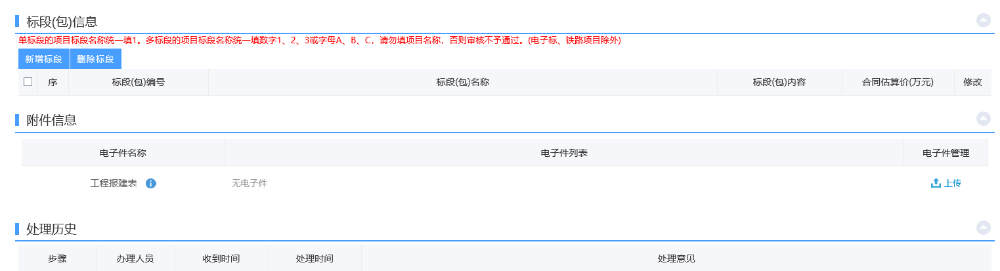 标段(包)信息
单标段的项目标段名称统一填1。多标段的项目标段名称统一填数字1、2、3或字母A、B、C，请勿填项目名称，否则审核不予通过。(电子标、铁路项目除外)
新增标段 删除标段
序 标段(包)编号 标段(包)名称 标段(包)内容 合同估算价(万元) 修改
附件信息
电子件名称 电子件列表 电子件管理
工程报建表 无电子件 上传
处理历史
步骤 办理人员 收到时间 处理时间 处理意见